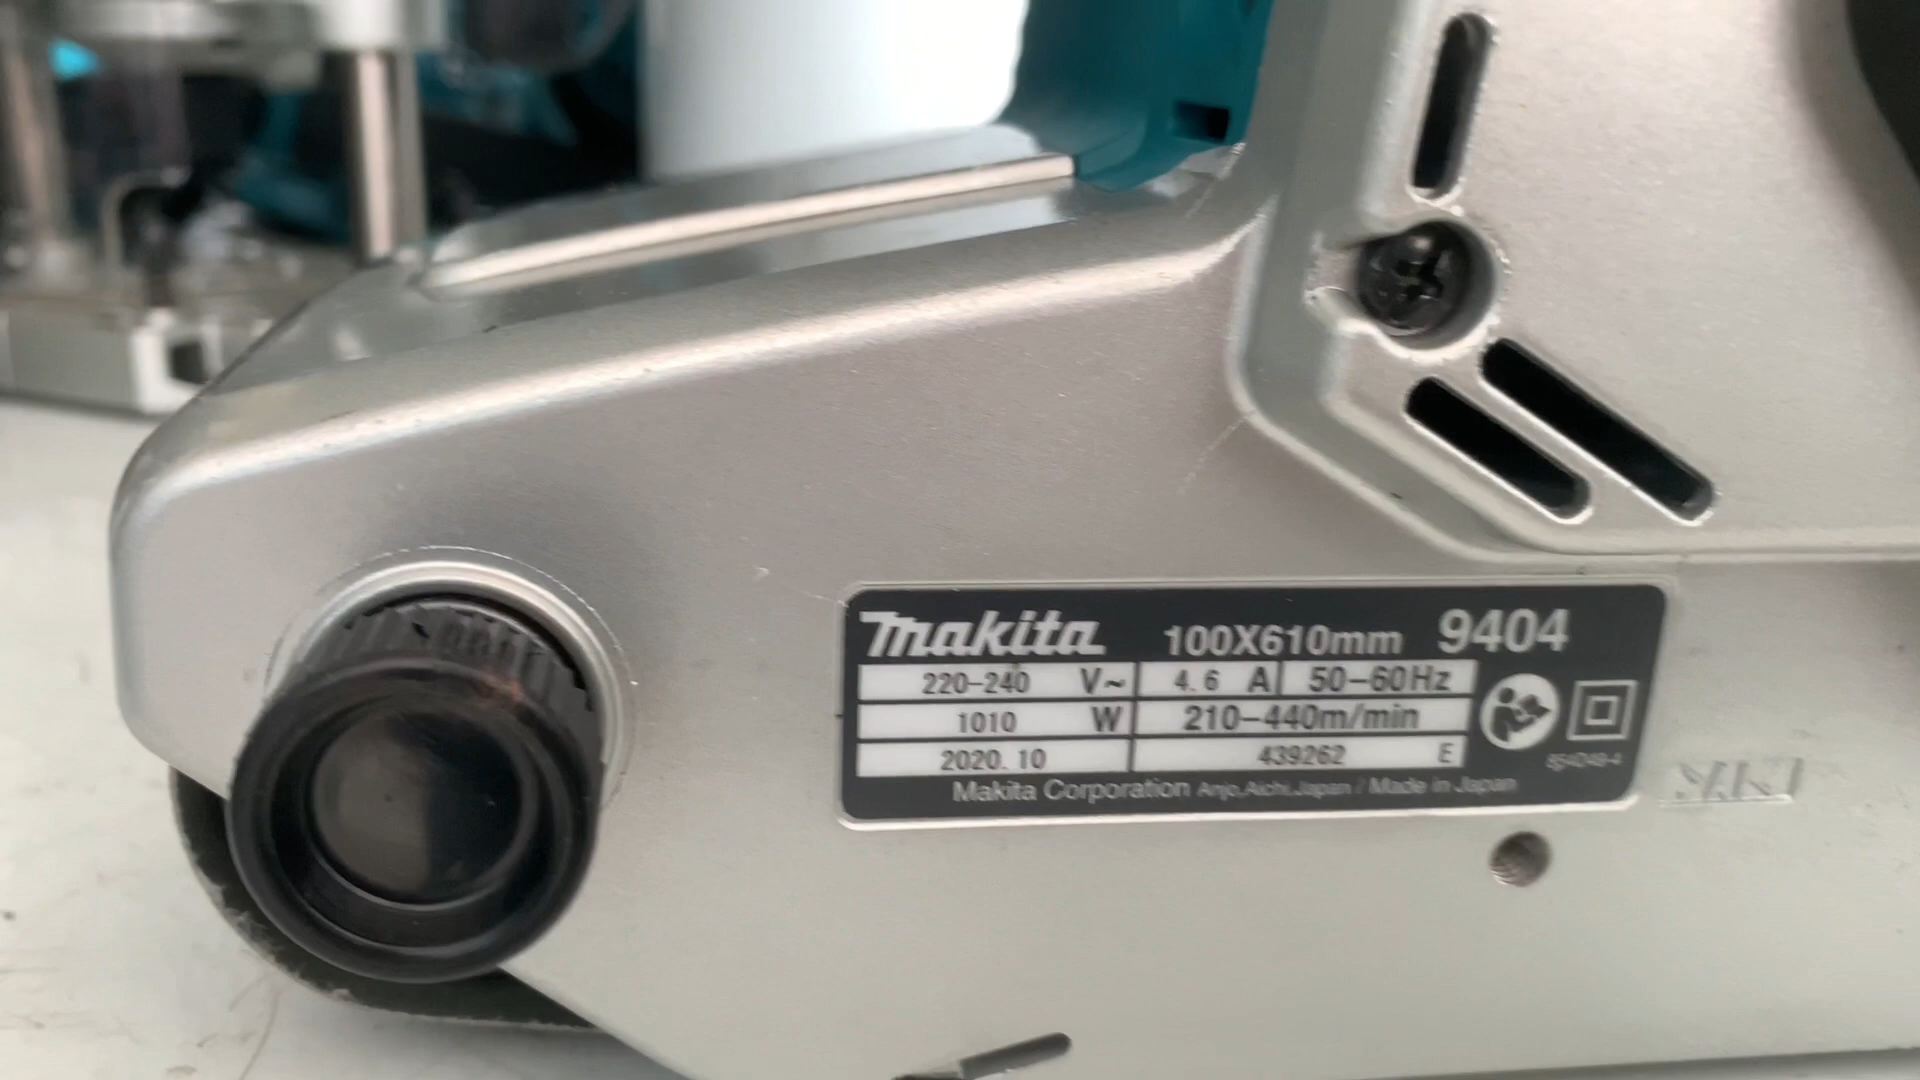 makita 100X610mm 9404
220-240 V~ 4.6 A 50-60Hz
1010 W 210-440m/min
2020.10 439262 E
Makita Corporation Anjo, Aichi, Japan / Made in Japan